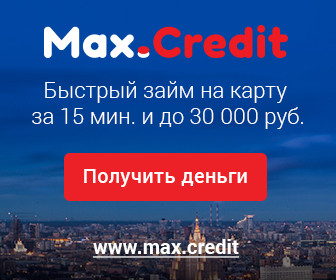 Max.Credit
Быстрый займ на карту
за 15 мин. и до 30 000 руб.
Получить деньги
www.max.credit